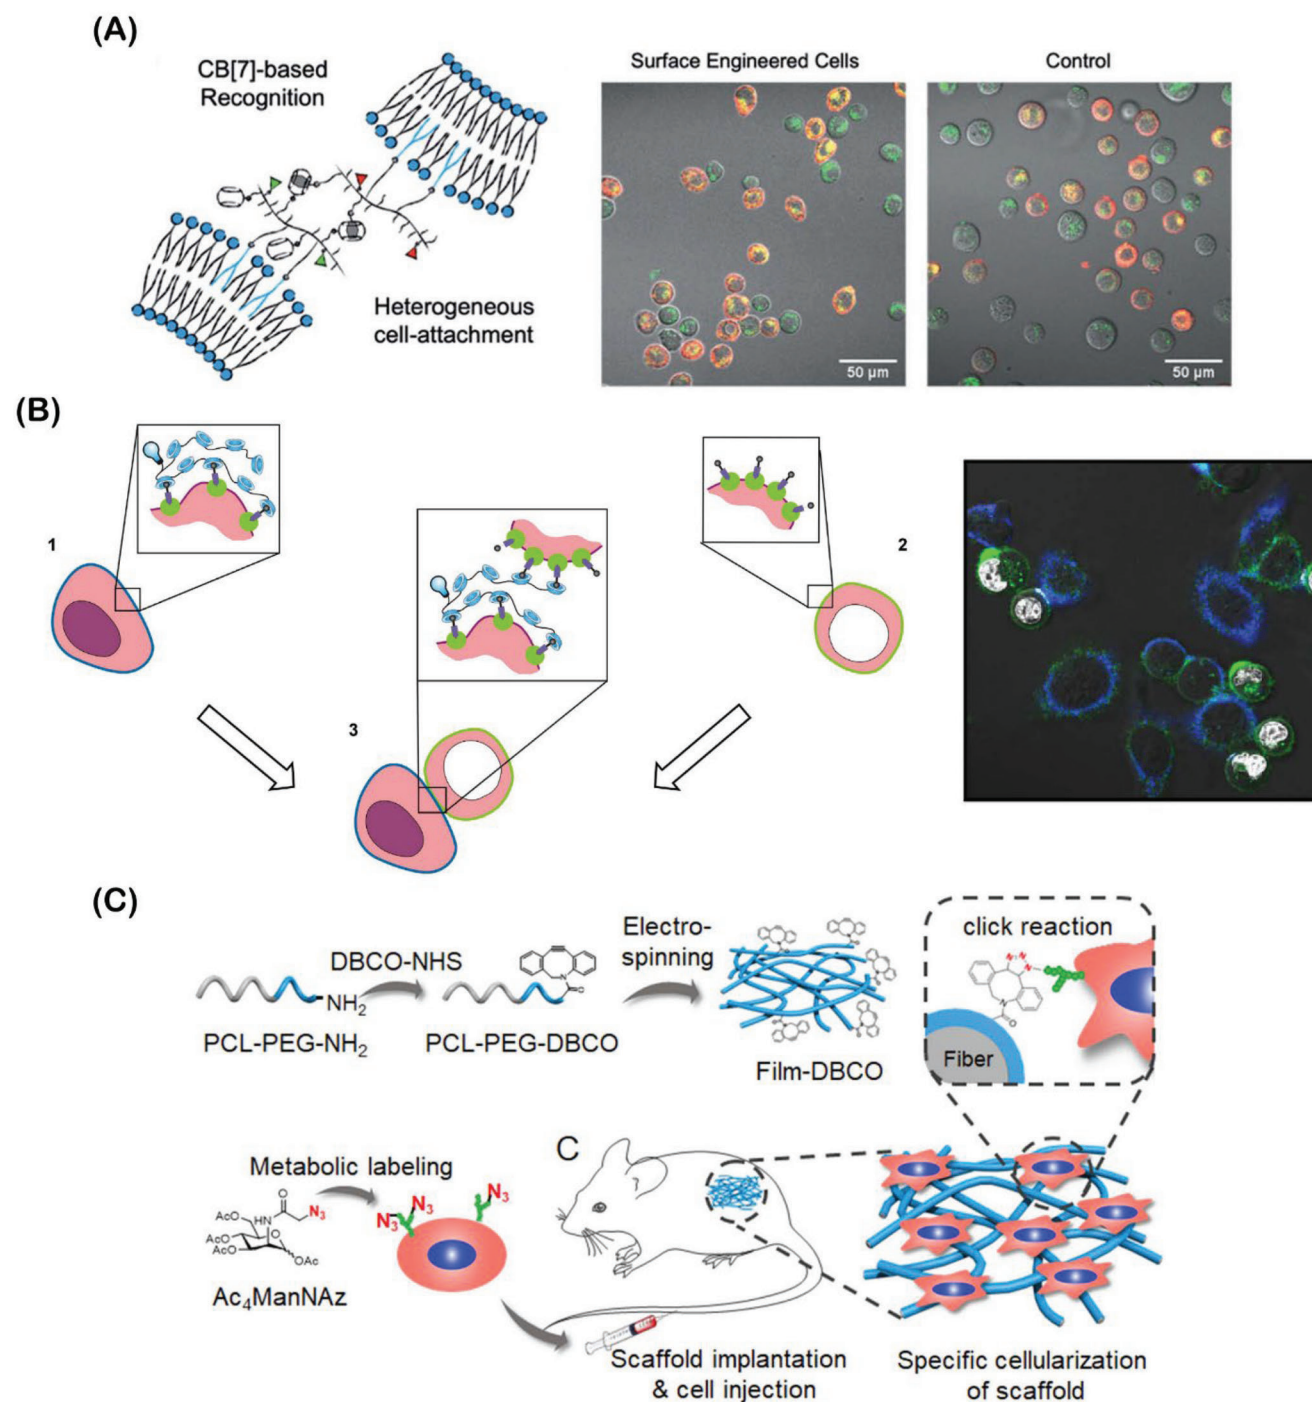 (A)
CB[7]-based
Recognition
Heterogeneous
cell-attachment
Surface Engineered Cells
Control
50 µm
50 µm
(B)
1
2
3
(C)
DBCO-NHS
NH2
PCL-PEG-NH2
N
O
PCL-PEG-DBCO
Electro-
spinning
Film-DBCO
click reaction
N
N
N
N
O
Fiber
Metabolic labeling
O
N3
AcO
HN
AcO
AcO
O
OAc
Ac4ManNAz
N3
N3
N3
C
Scaffold implantation
& cell injection
Specific cellularization
of scaffold